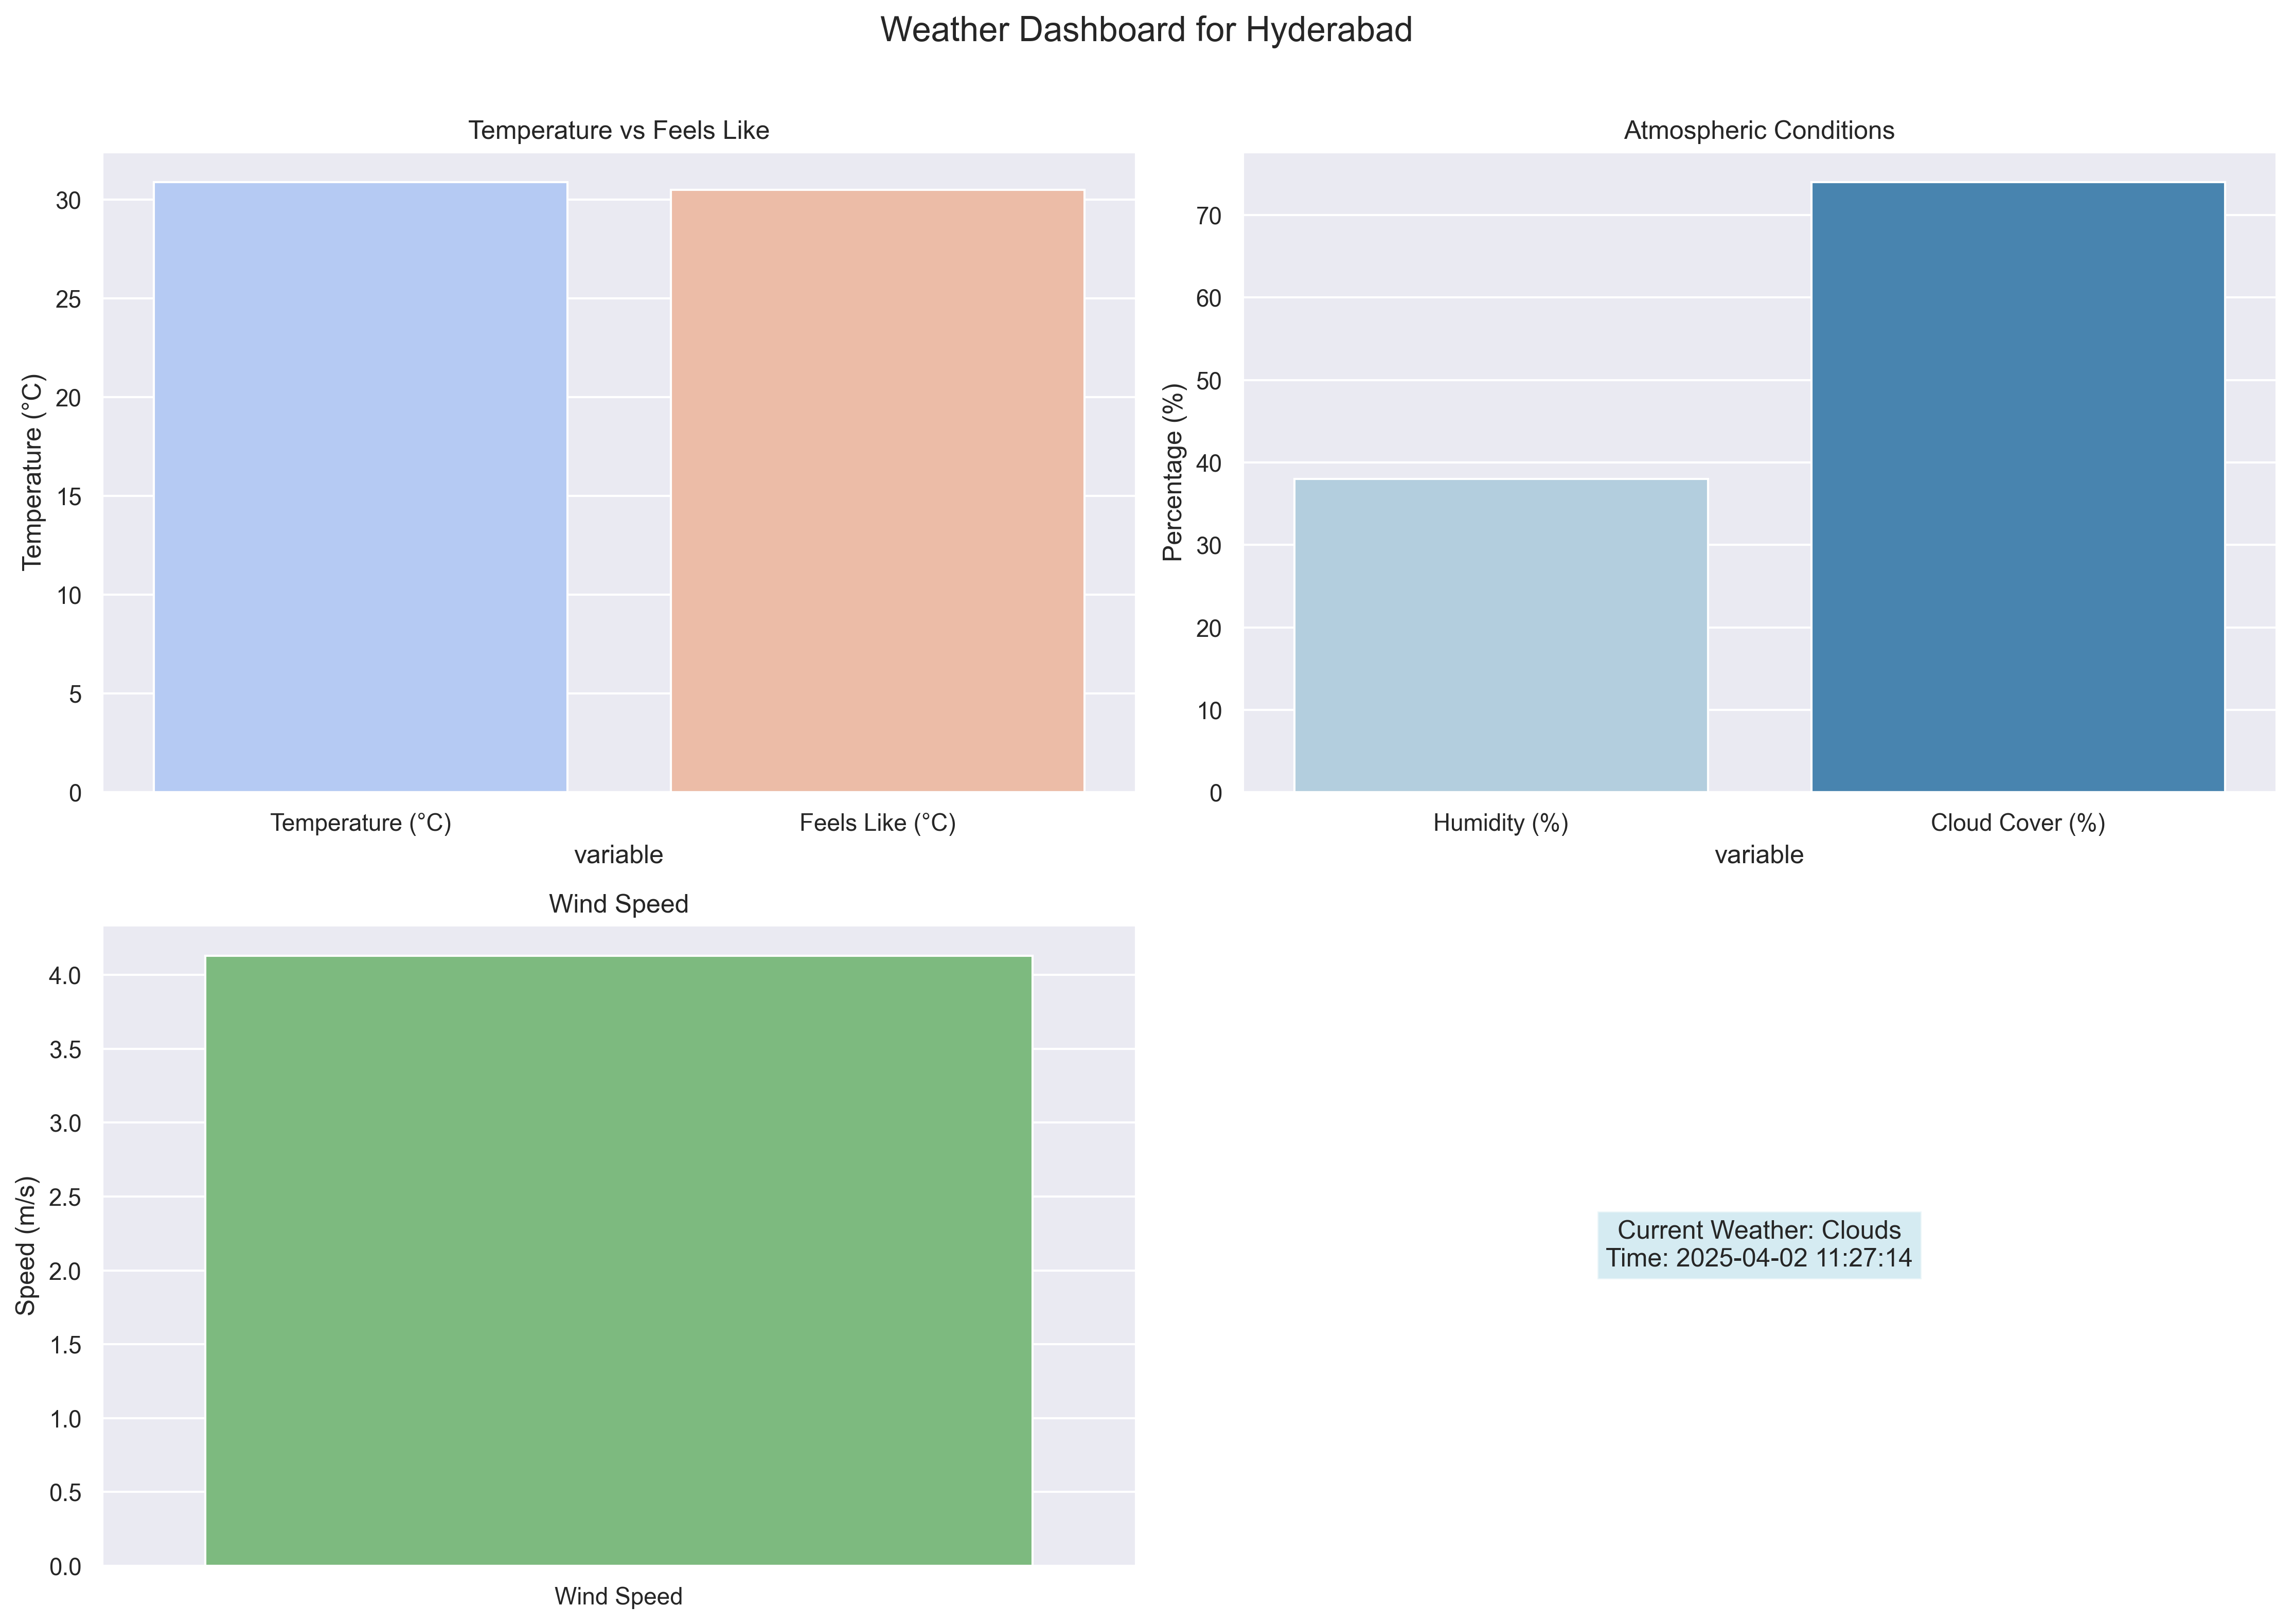 Weather Dashboard for Hyderabad
Temperature vs Feels Like
Temperature (°C)
30
25
20
15
10
5
0
Temperature (°C)
Feels Like (°C)
variable
Atmospheric Conditions
Percentage (%)
70
60
50
40
30
20
10
0
Humidity (%)
Cloud Cover (%)
variable
Wind Speed
Speed (m/s)
4.0
3.5
3.0
2.5
2.0
1.5
1.0
0.5
0.0
Wind Speed
Current Weather: Clouds
Time: 2025-04-02 11:27:14